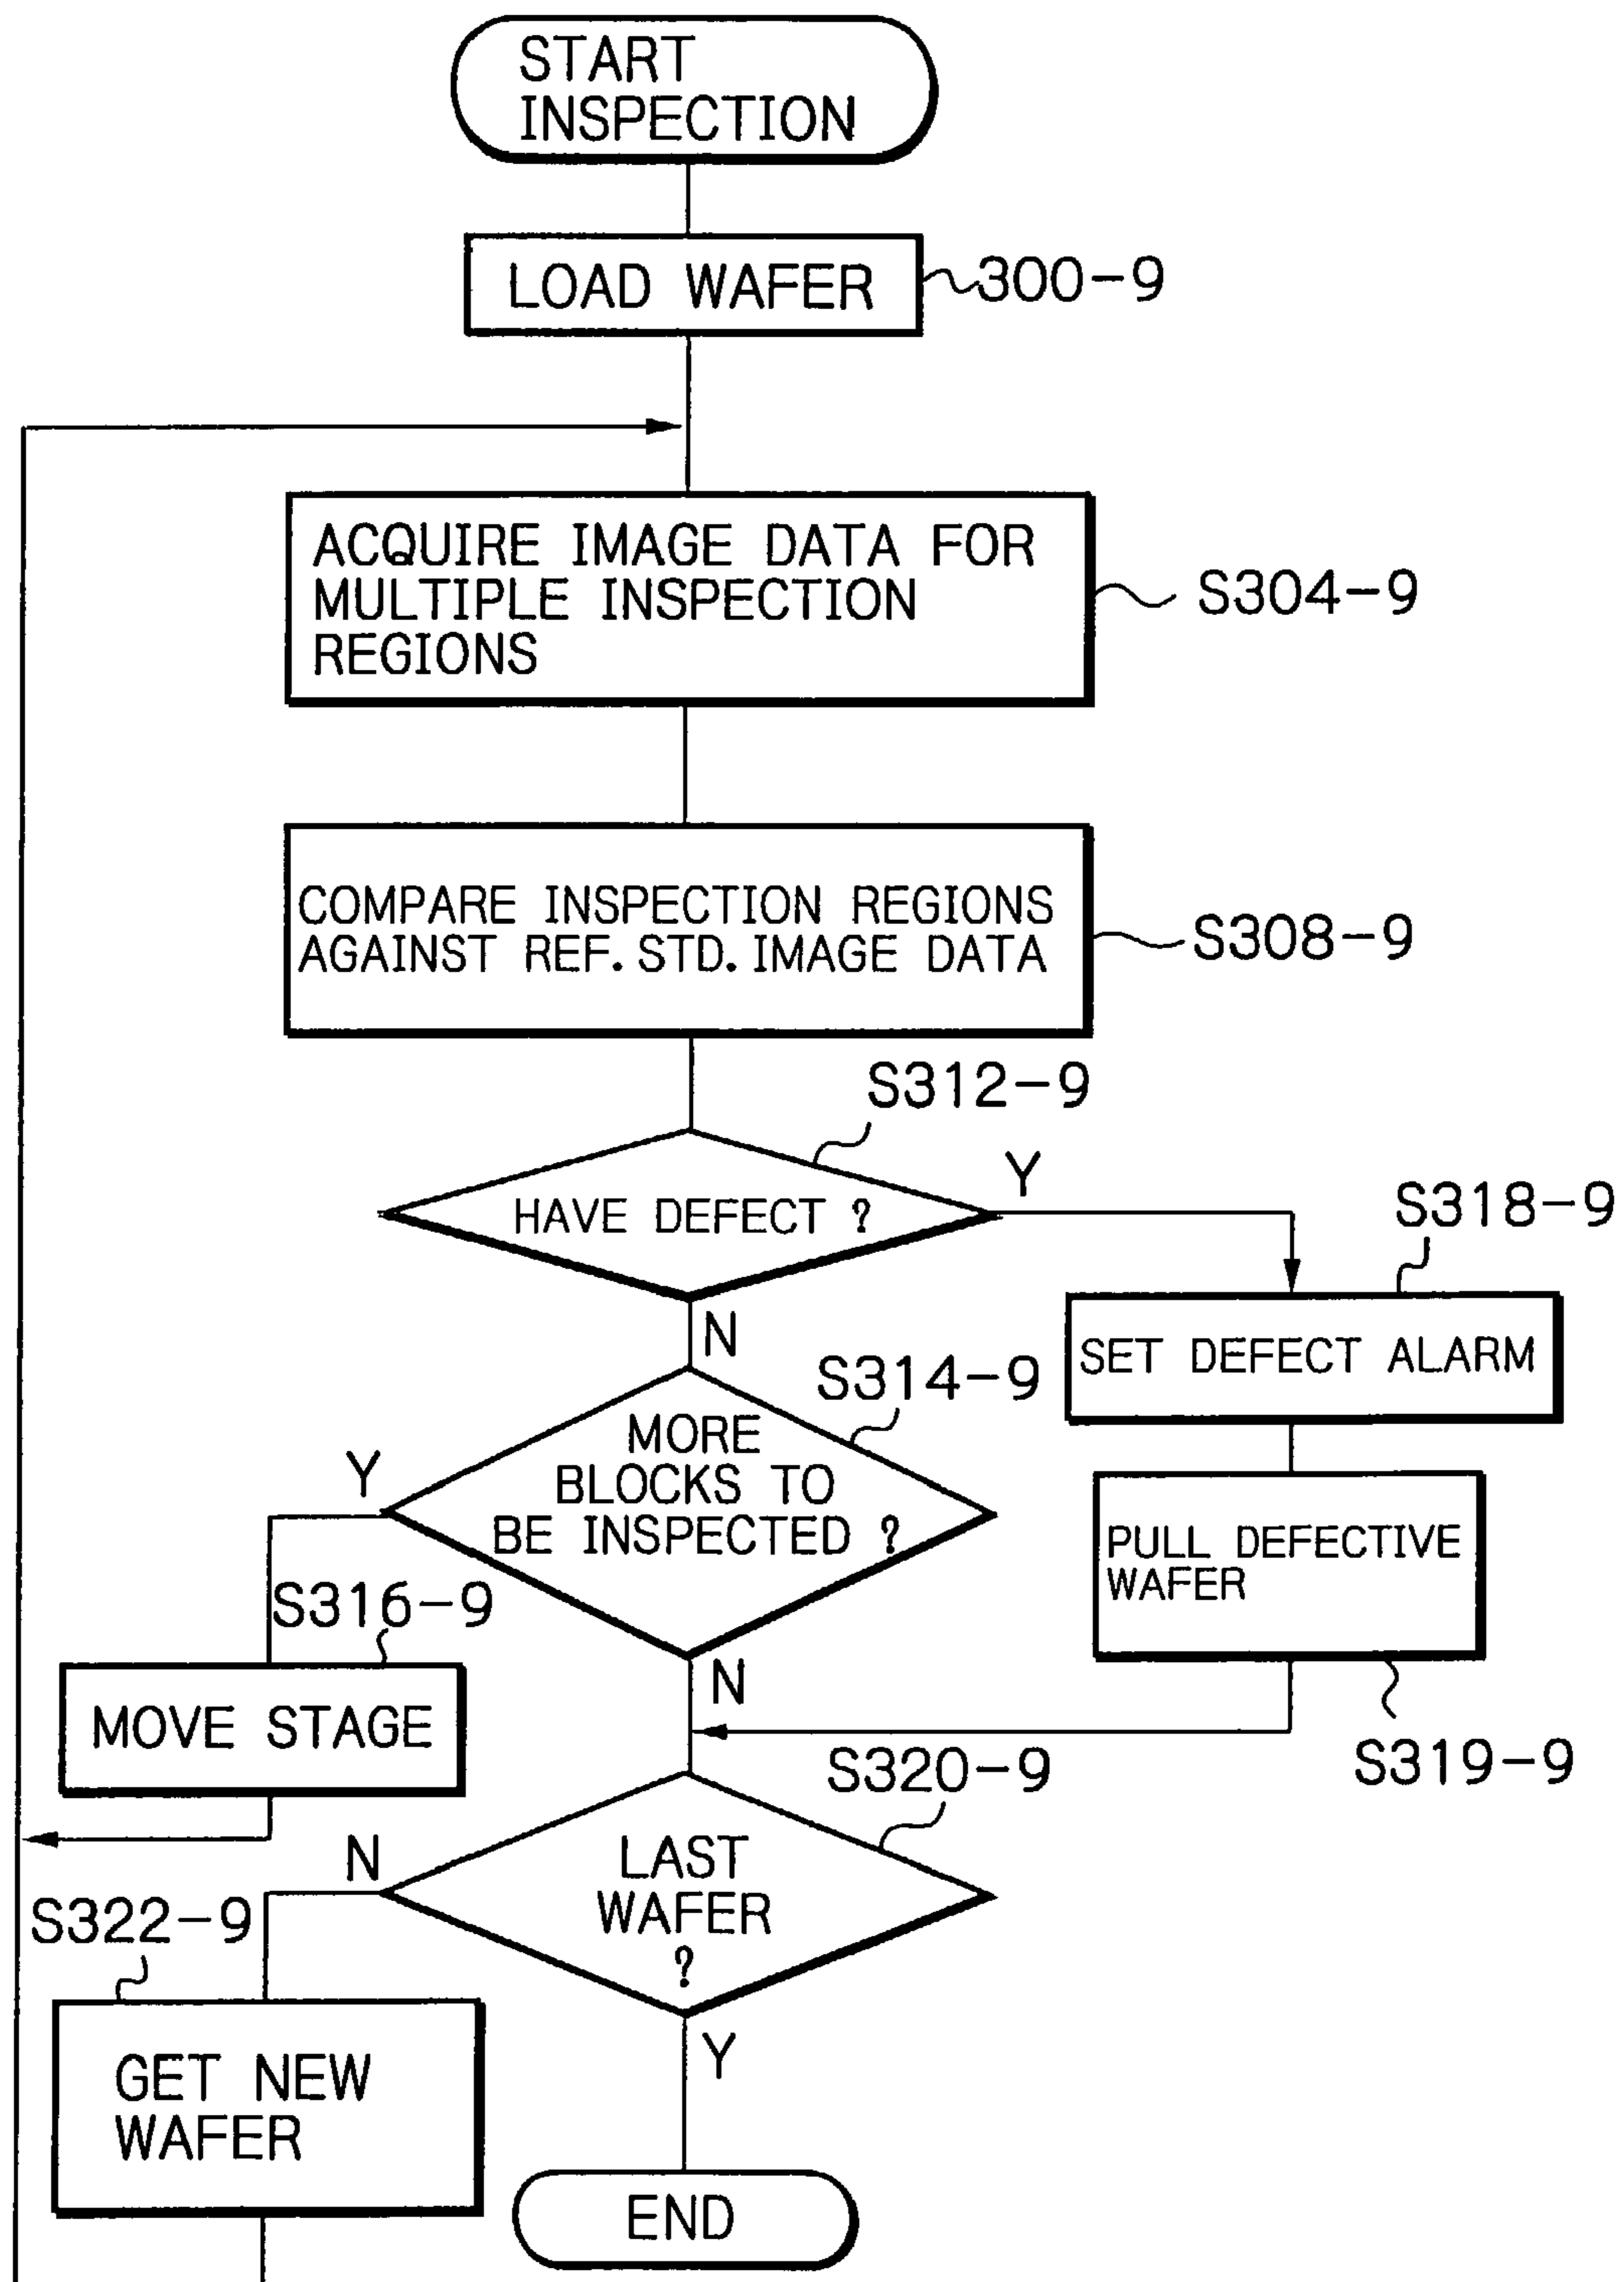 START
INSPECTION
LOAD WAFER
300-9
ACQUIRE IMAGE DATA FOR
MULTIPLE INSPECTION
REGIONS
S304-9
COMPARE INSPECTION REGIONS
AGAINST REF. STD. IMAGE DATA
S308-9
S312-9
HAVE DEFECT ?
Y
N
S318-9
SET DEFECT ALARM
S314-9
MORE
BLOCKS TO
BE INSPECTED ?
Y
N
PULL DEFECTIVE
WAFER
S319-9
S316-9
MOVE STAGE
S320-9
LAST
WAFER
?
N
Y
S322-9
GET NEW
WAFER
END